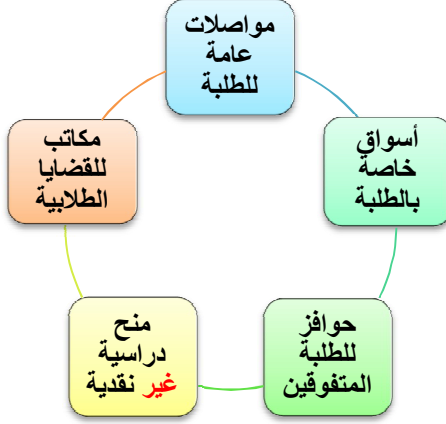 مواصلات
عامة
للطلبة
أسواق
خاصة
بالطلبة
حوافز
للطلبة
المتفوقين
منح
دراسية
غير نقدية
مكاتب
للقضايا
الطلابية